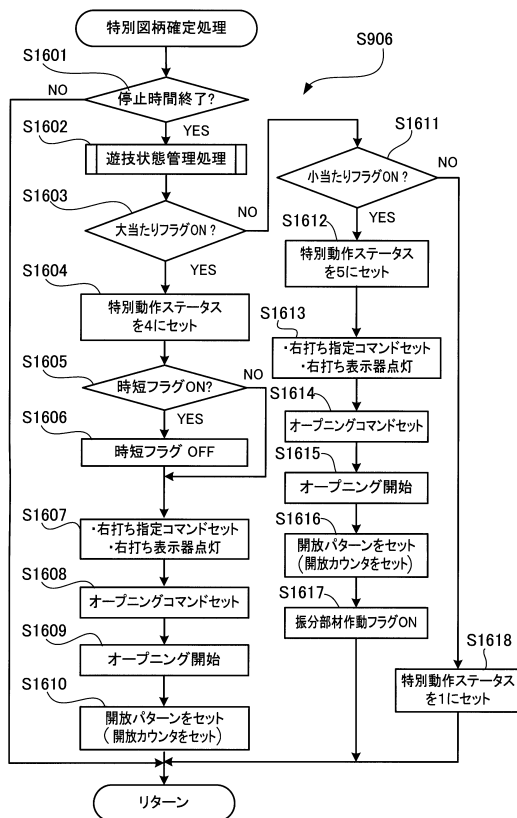 特別図柄確定処理
S906
S1601
停止時間終了?
NO
YES
S1602
遊技状態管理処理
S1603
大当たりフラグON?
NO
YES
S1604
特別動作ステータス
を4にセット
S1605
時短フラグON?
NO
YES
S1606
時短フラグ OFF
S1607
・右打ち指定コマンドセット
・右打ち表示器点灯
S1608
オープニングコマンドセット
S1609
オープニング開始
S1610
開放パターンをセット
(開放カウンタをセット)
S1611
小当たりフラグON?
NO
YES
S1612
特別動作ステータス
を5にセット
S1613
・右打ち指定コマンドセット
・右打ち表示器点灯
S1614
オープニングコマンドセット
S1615
オープニング開始
S1616
開放パターンをセット
(開放カウンタをセット)
S1617
振分部材作動フラグON
S1618
特別動作ステータス
を1にセット
リターン